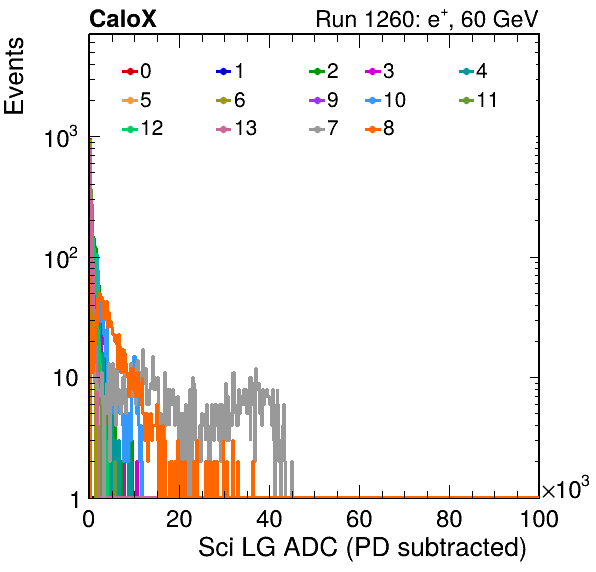 CaloX Run 1260: e+, 60 GeV
Events
0 1 2 3 4
5 6 9 10 11
12 13 7 8
10³
10²
10
1
0 20 40 60 80 100
×10³
Sci LG ADC (PD subtracted)